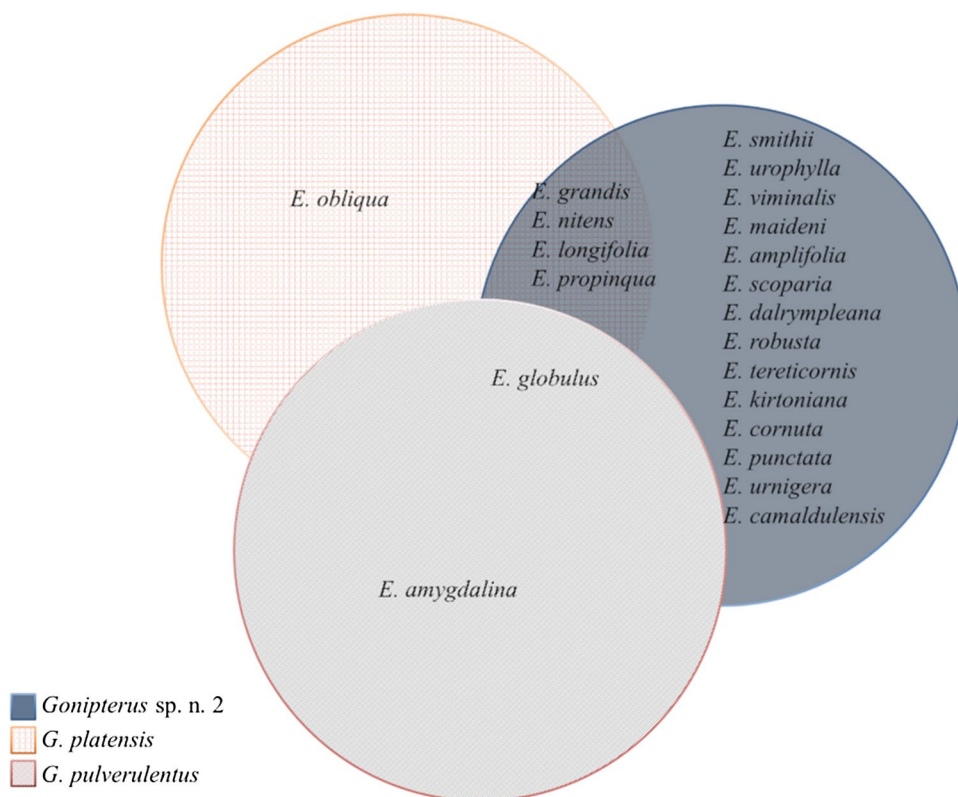 E. obliqua
E. grandis
E. nitens
E. longifolia
E. propinqua
E. smithii
E. urophylla
E. viminalis
E. maideni
E. amplifolia
E. scoparia
E. dalrympleana
E. robusta
E. tereticornis
E. kirtoniana
E. cornuta
E. punctata
E. urnigera
E. camaldulensis
E. globulus
E. amygdalina
Gonipterus sp. n. 2
G. platensis
G. pulverulentus